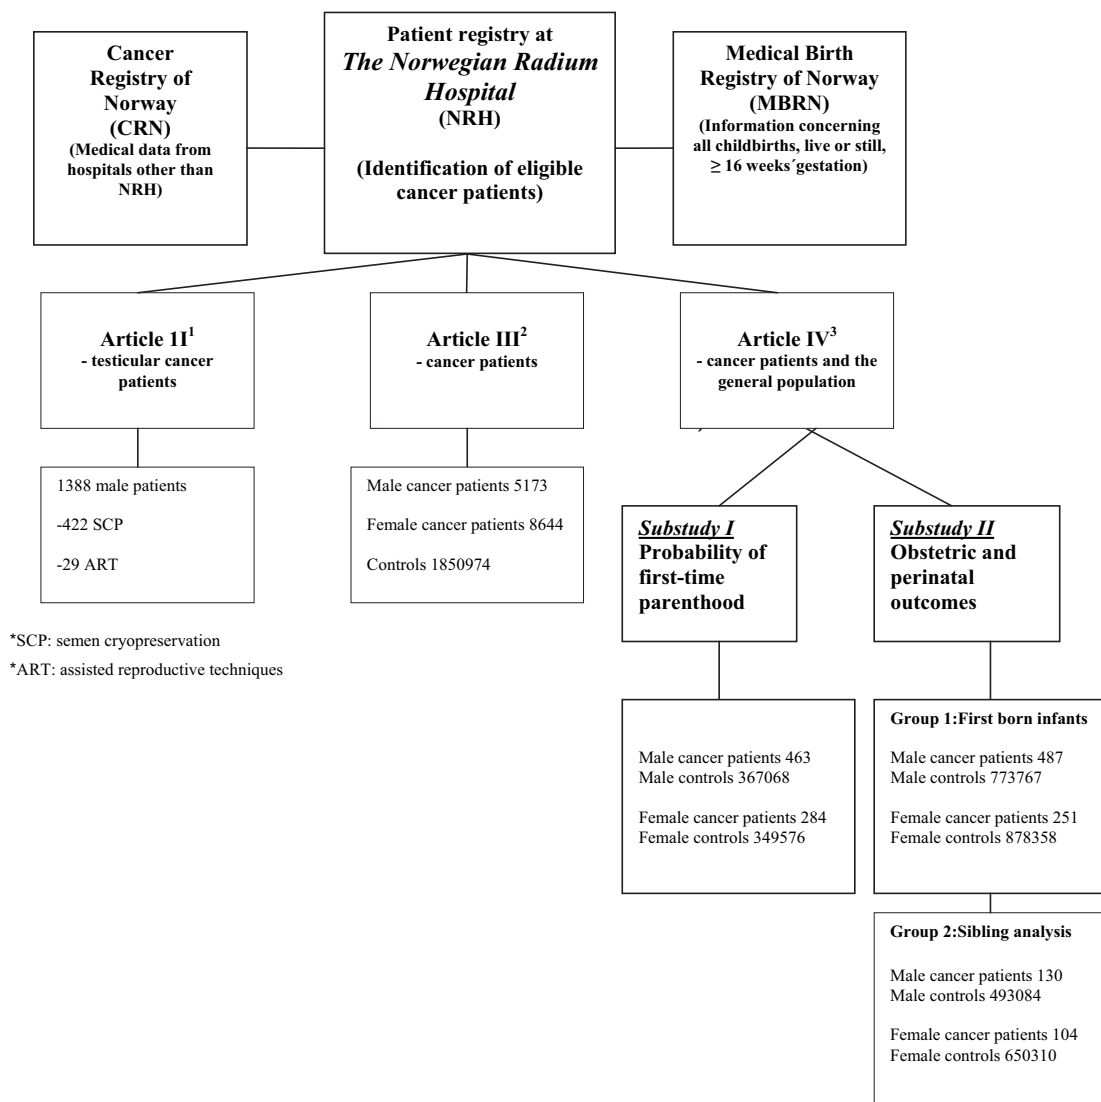 Cancer
Registry of
Norway
(CRN)
(Medical data from
hospitals other than
NRH)
Patient registry at
The Norwegian Radium
Hospital
(NRH)
(Identification of eligible
cancer patients)
Medical Birth
Registry of Norway
(MBRN)
(Information concerning
all childbirths, live or still,
≥ 16 weeks´gestation)
Article 1I¹
- testicular cancer
patients
Article III²
- cancer patients
Article IV³
- cancer patients and the
general population
1388 male patients
-422 SCP
-29 ART
Male cancer patients 5173
Female cancer patients 8644
Controls 1850974
*SCP: semen cryopreservation
*ART: assisted reproductive techniques
Substudy I
Probability of
first-time
parenthood
Substudy II
Obstetric and
perinatal
outcomes
Male cancer patients 463
Male controls 367068
Female cancer patients 284
Female controls 349576
Group 1:First born infants
Male cancer patients 487
Male controls 773767
Female cancer patients 251
Female controls 878358
Group 2:Sibling analysis
Male cancer patients 130
Male controls 493084
Female cancer patients 104
Female controls 650310